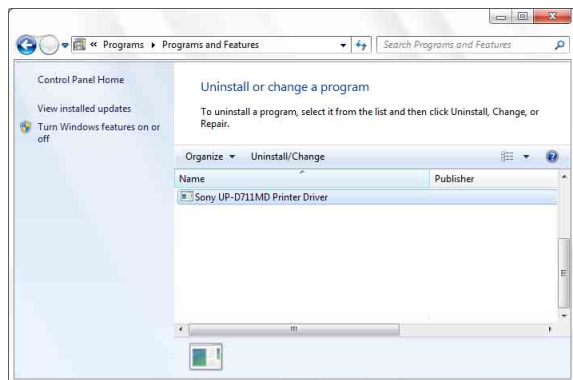 « Programs ▸ Programs and Features
Search Programs and Features
Control Panel Home
View installed updates
Turn Windows features on or
off
Uninstall or change a program
To uninstall a program, select it from the list and then click Uninstall, Change, or
Repair.
Organize ▾ Uninstall/Change
Name Publisher
Sony UP-D711MD Printer Driver